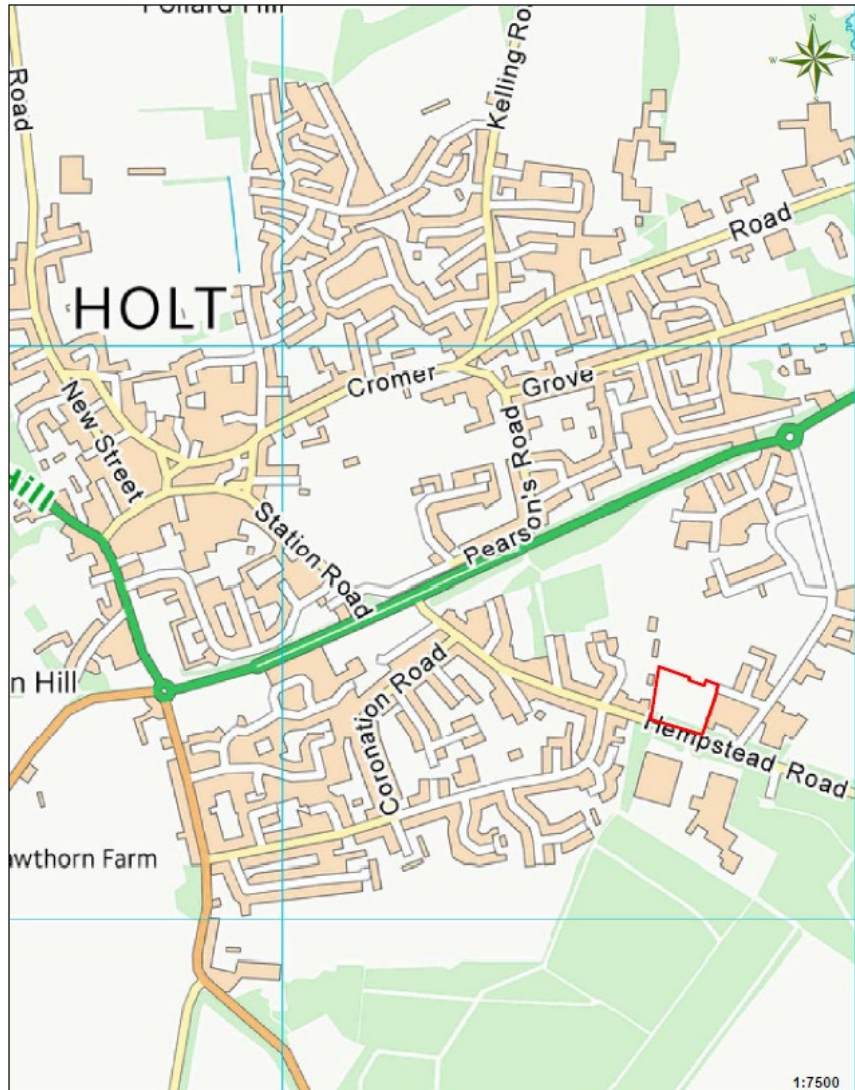 Road
Kelling Ro
N
W
E
S
Road
HOLT
Cromer
Grove
New Street
Pearson's Road
Station Road
n Hill
Coronation Road
Hempstead Road
awthorn Farm
1:7500